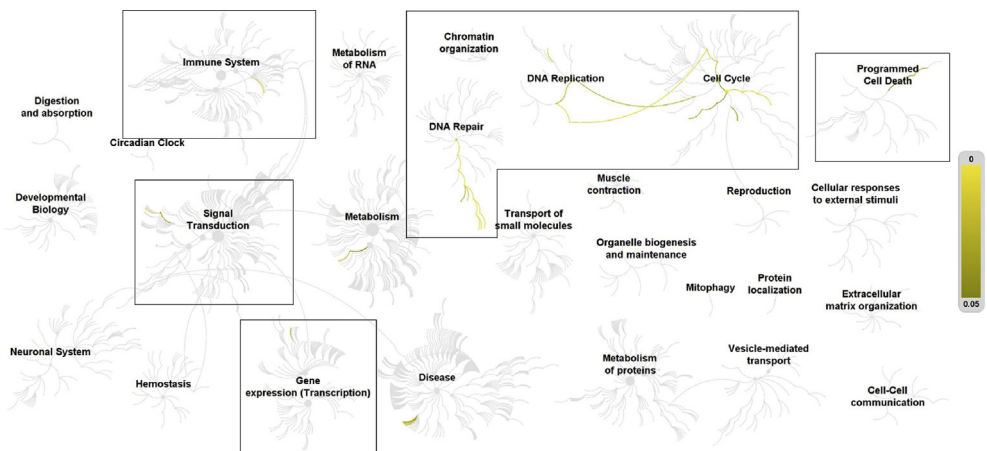 Immune System
Metabolism
of RNA
Chromatin
organization
DNA Replication
Cell Cycle
Programmed
Cell Death
Digestion
and absorption
Circadian Clock
DNA Repair
0
0.05
Developmental
Biology
Signal
Transduction
Metabolism
Transport of
small molecules
Muscle
contraction
Reproduction
Cellular responses
to external stimuli
Organelle biogenesis
and maintenance
Mitophagy
Protein
localization
Extracellular
matrix organization
Neuronal System
Hemostasis
Gene
expression (Transcription)
Disease
Metabolism
of proteins
Vesicle-mediated
transport
Cell-Cell
communication